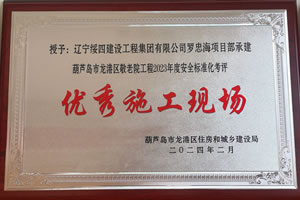 授予：辽宁绥四建设工程集团有限公司罗忠海项目部承建
葫芦岛市龙港区敬老院工程2023年度安全标准化考评
优秀施工现场
葫芦岛市龙港区住房和城乡建设局
二〇二四年二月